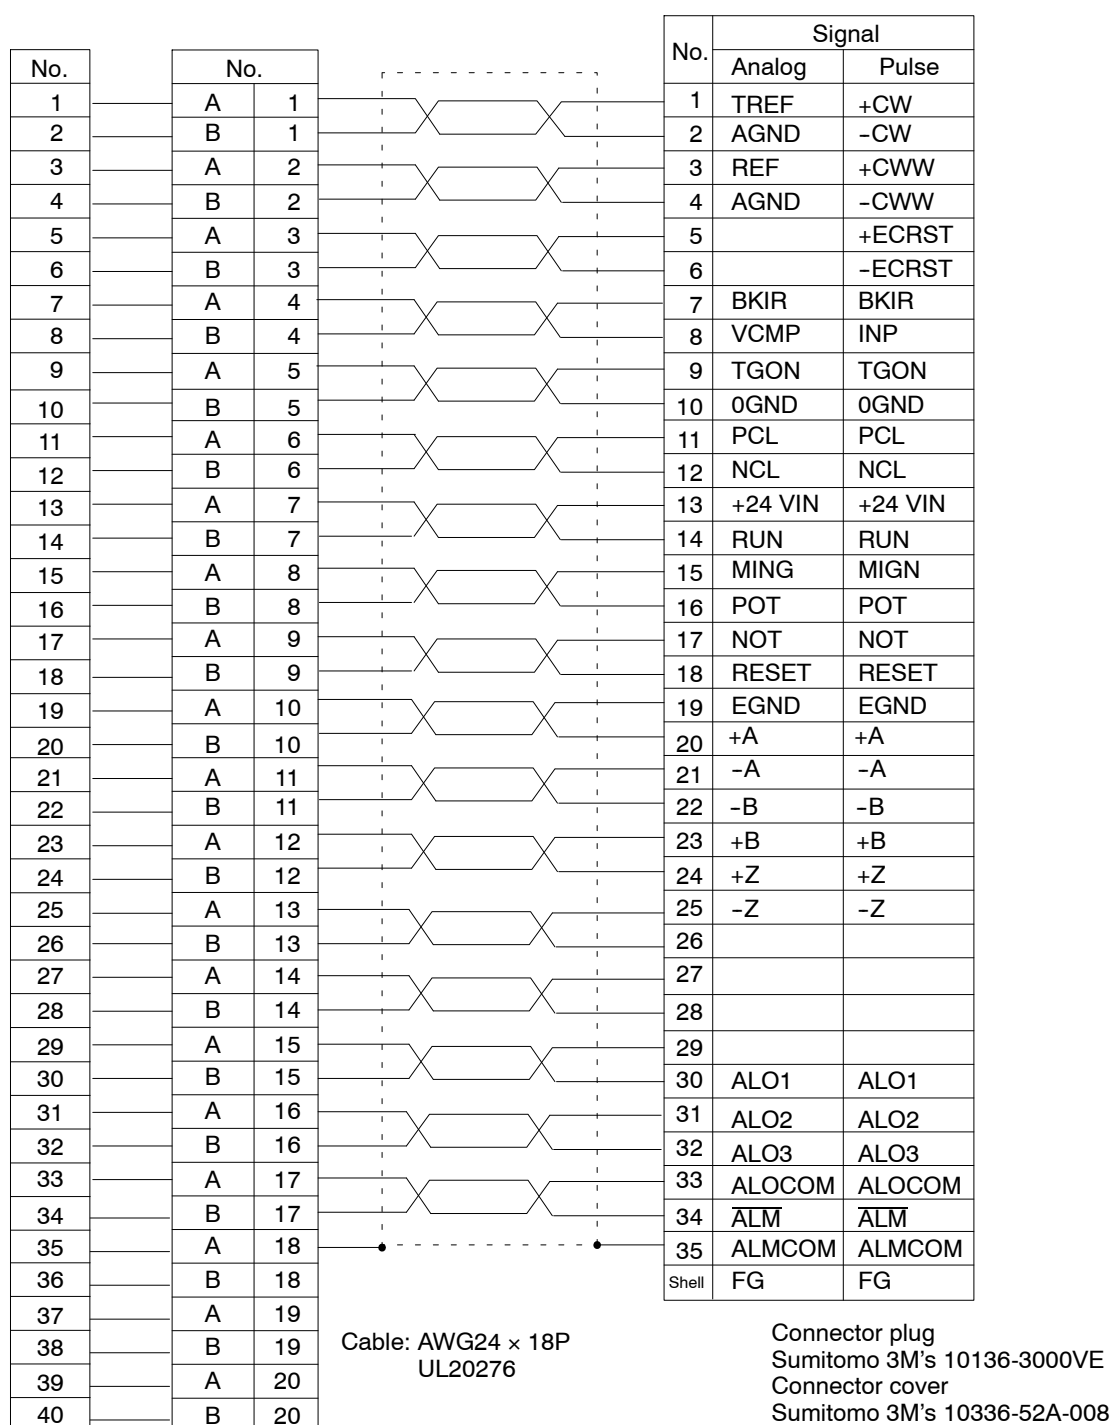 Signal
No. Analog Pulse
No. No.
1 A 1 1 TREF +CW
2 B 1 2 AGND −CW
3 A 2 3 REF +CWW
4 B 2 4 AGND −CWW
5 A 3 5 +ECRST
6 B 3 6 −ECRST
7 A 4 7 BKIR BKIR
8 B 4 8 VCMP INP
9 A 5 9 TGON TGON
10 B 5 10 0GND 0GND
11 A 6 11 PCL PCL
12 B 6 12 NCL NCL
13 A 7 13 +24 VIN +24 VIN
14 B 7 14 RUN RUN
15 A 8 15 MING MIGN
16 B 8 16 POT POT
17 A 9 17 NOT NOT
18 B 9 18 RESET RESET
19 A 10 19 EGND EGND
20 B 10 20 +A +A
21 A 11 21 −A −A
22 B 11 22 −B −B
23 A 12 23 +B +B
24 B 12 24 +Z +Z
25 A 13 25 −Z −Z
26 B 13 26
27 A 14 27
28 B 14 28
29 A 15 29
30 B 15 30 ALO1 ALO1
31 A 16 31 ALO2 ALO2
32 B 16 32 ALO3 ALO3
33 A 17 33 ALOCOM ALOCOM
34 B 17 34 ALM ALM
35 A 18 35 ALMCOM ALMCOM
36 B 18 Shell FG FG
37 A 19
38 B 19
39 A 20
40 B 20
Cable: AWG24 × 18P
UL20276
Connector plug
Sumitomo 3M's 10136-3000VE
Connector cover
Sumitomo 3M's 10336-52A-008